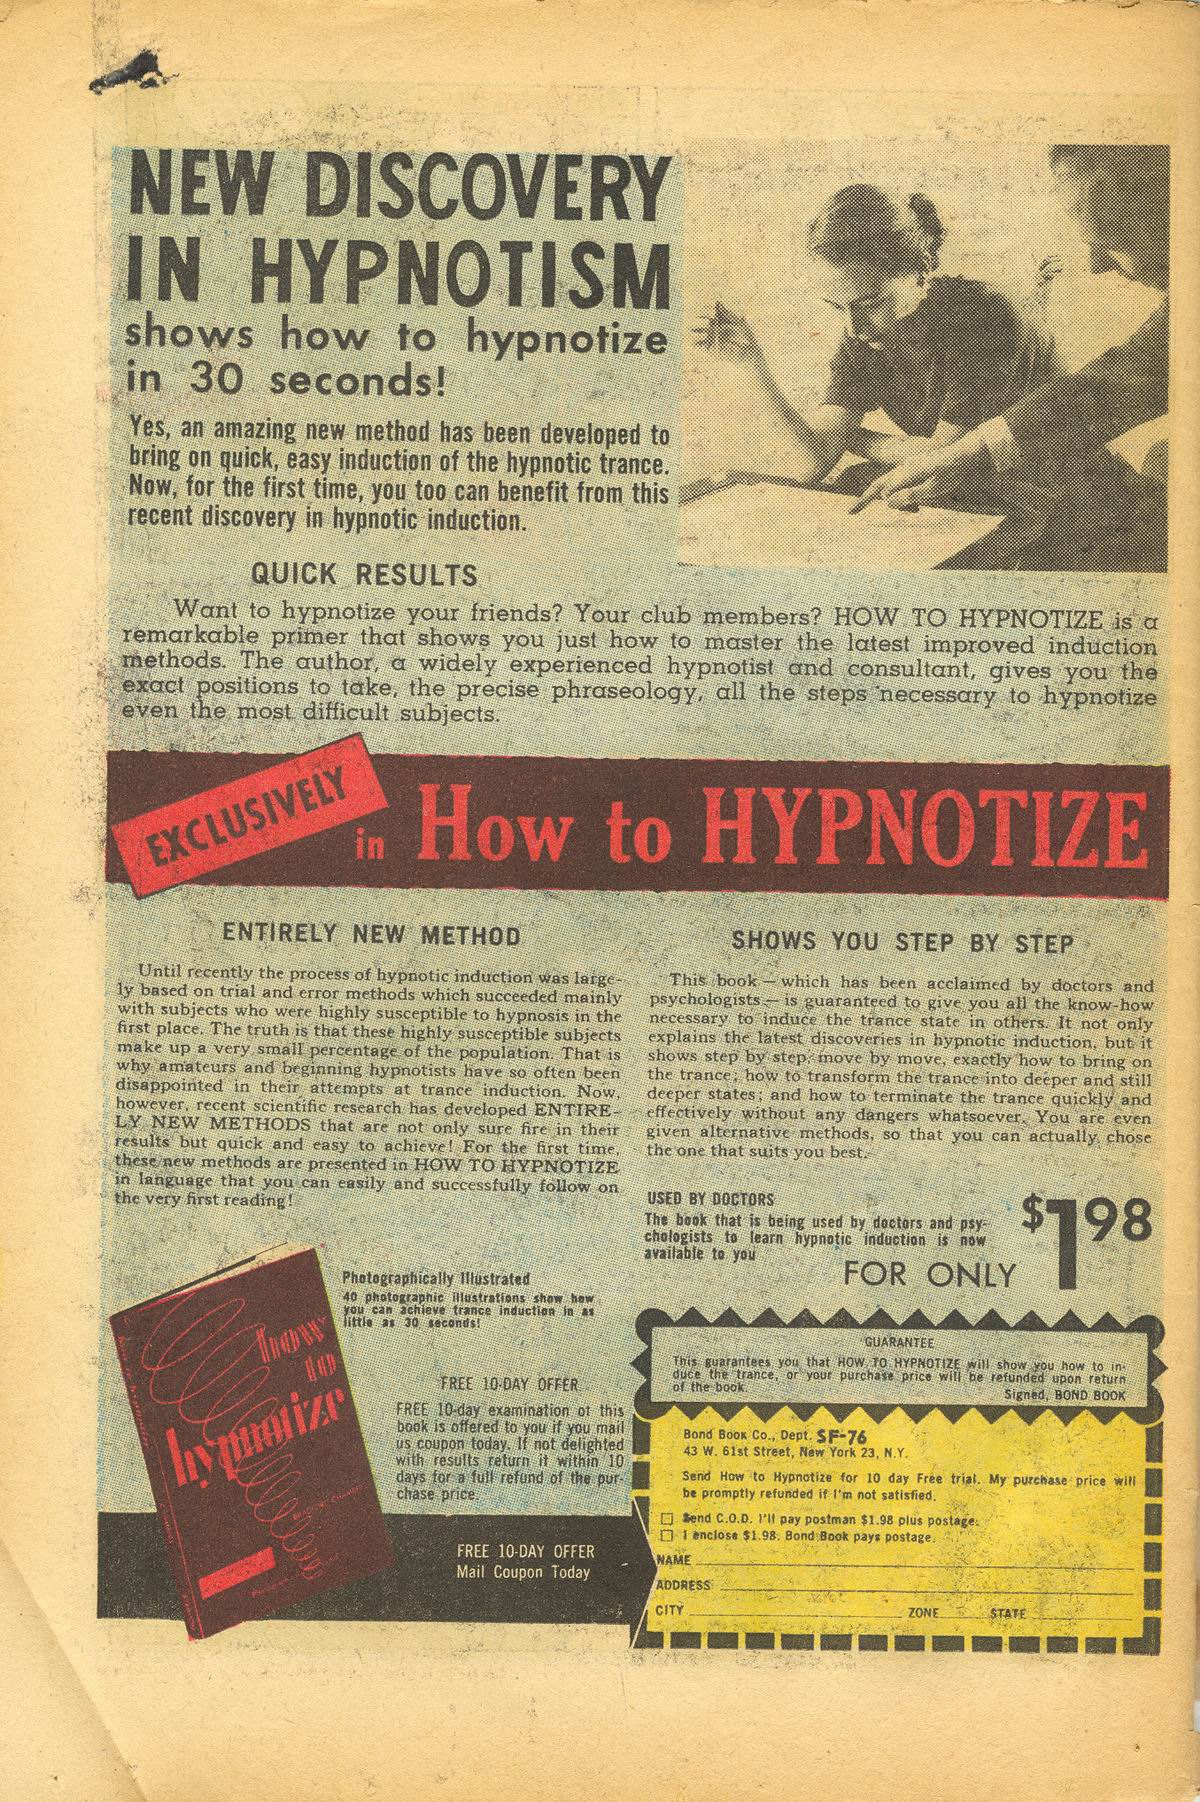 NEW DISCOVERY
IN HYPNOTISM
shows how to hypnotize
in 30 seconds!
Yes, an amazing new method has been developed to
bring on quick, easy induction of the hypnotic trance.
Now, for the first time, you too can benefit from this
recent discovery in hypnotic induction.
QUICK RESULTS
Want to hypnotize your friends? Your club members? HOW TO HYPNOTIZE is a
remarkable primer that shows you just how to master the latest improved induction
methods. The author, a widely experienced hypnotist and consultant, gives you the
exact positions to take, the precise phraseology, all the steps necessary to hypnotize
even the most difficult subjects.
EXCLUSIVELY
in How to HYPNOTIZE
ENTIRELY NEW METHOD
Until recently the process of hypnotic induction was large-
ly based on trial and error methods which succeeded mainly
with subjects who were highly susceptible to hypnosis in the
first place. The truth is that these highly susceptible subjects
make up a very small percentage of the population. That is
why amateurs and beginning hypnotists have so often been
disappointed in their attempts at trance induction. Now,
however, recent scientific research has developed ENTIRE-
LY NEW METHODS that are not only sure fire in their
results but quick and easy to achieve! For the first time,
these new methods are presented in HOW TO HYPNOTIZE
in language that you can easily and successfully follow on
the very first reading!
SHOWS YOU STEP BY STEP
This book — which has been acclaimed by doctors and
psychologists — is guaranteed to give you all the know-how
necessary to induce the trance state in others. It not only
explains the latest discoveries in hypnotic induction, but it
shows step by step, move by move, exactly how to bring on
the trance; how to transform the trance into deeper and still
deeper states; and how to terminate the trance quickly and
effectively without any dangers whatsoever. You are even
given alternative methods, so that you can actually chose
the one that suits you best.
USED BY DOCTORS
The book that is being used by doctors and psy-
chologists to learn hypnotic induction is now
available to you
FOR ONLY $1.98
Photographically Illustrated
40 photographic illustrations show how
you can achieve trance induction in as
little as 30 seconds!
FREE 10-DAY OFFER
FREE 10-day examination of this
book is offered to you if you mail
us coupon today. If not delighted
with results return it within 10
days for a full refund of the pur-
chase price.
How
to
hypnotize
FREE 10-DAY OFFER
Mail Coupon Today
GUARANTEE
This guarantees you that HOW TO HYPNOTIZE will show you how to in-
duce the trance, or your purchase price will be refunded upon return
of the book.
Signed, BOND BOOK
Bond Book Co., Dept. SF-76
43 W. 61st Street, New York 23, N.Y.
Send How to Hypnotize for 10 day Free trial. My purchase price will
be promptly refunded if I'm not satisfied.
Send C.O.D. I'll pay postman $1.98 plus postage.
I enclose $1.98. Bond Book pays postage.
NAME
ADDRESS
CITY ZONE STATE